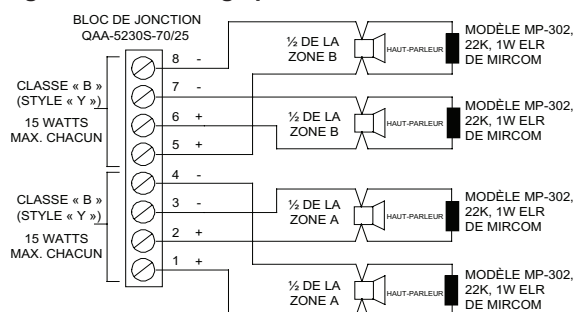 BLOC DE JONCTION
QAA-5230S-70/25
8 -
7 -
6 +
5 +
4 -
3 -
2 +
1 +
CLASSE « B »
(STYLE « Y »)
15 WATTS
MAX. CHACUN
CLASSE « B »
(STYLE « Y »)
15 WATTS
MAX. CHACUN
½ DE LA
ZONE B
HAUT-PARLEUR
MODÈLE MP-302,
22K, 1W ELR
DE MIRCOM
½ DE LA
ZONE B
HAUT-PARLEUR
MODÈLE MP-302,
22K, 1W ELR
DE MIRCOM
½ DE LA
ZONE A
HAUT-PARLEUR
MODÈLE MP-302,
22K, 1W ELR
DE MIRCOM
½ DE LA
ZONE A
HAUT-PARLEUR
MODÈLE MP-302,
22K, 1W ELR
DE MIRCOM